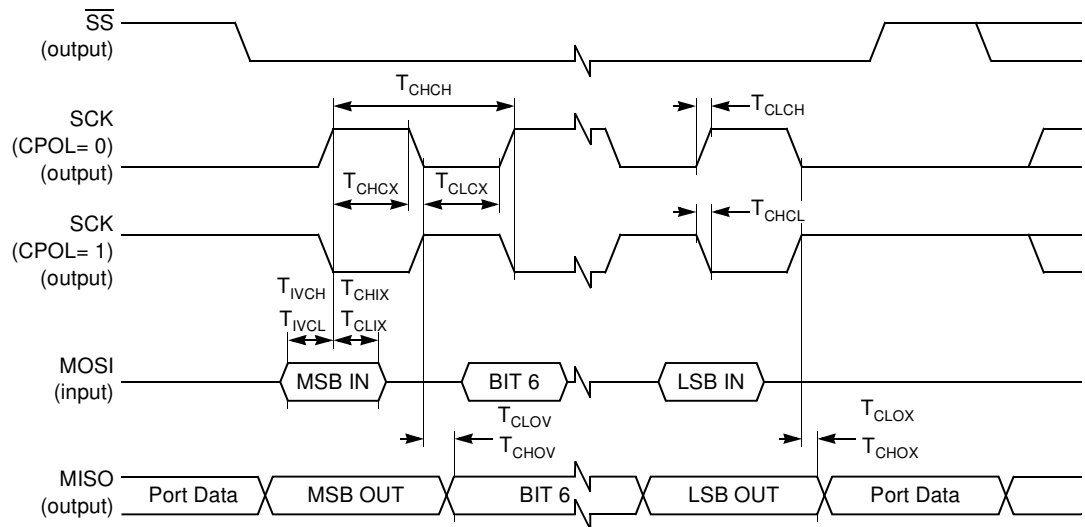 SS
(output)
T_CHCH
T_CLCH
SCK
(CPOL= 0)
(output)
T_CHCX
T_CLCX
T_CHCL
SCK
(CPOL= 1)
(output)
T_IVCH
T_CHIX
T_IVCL
T_CLIX
MOSI
(input)
MSB IN
BIT 6
LSB IN
T_CLOV
T_CLOX
T_CHOV
T_CHOX
MISO
(output)
Port Data
MSB OUT
BIT 6
LSB OUT
Port Data